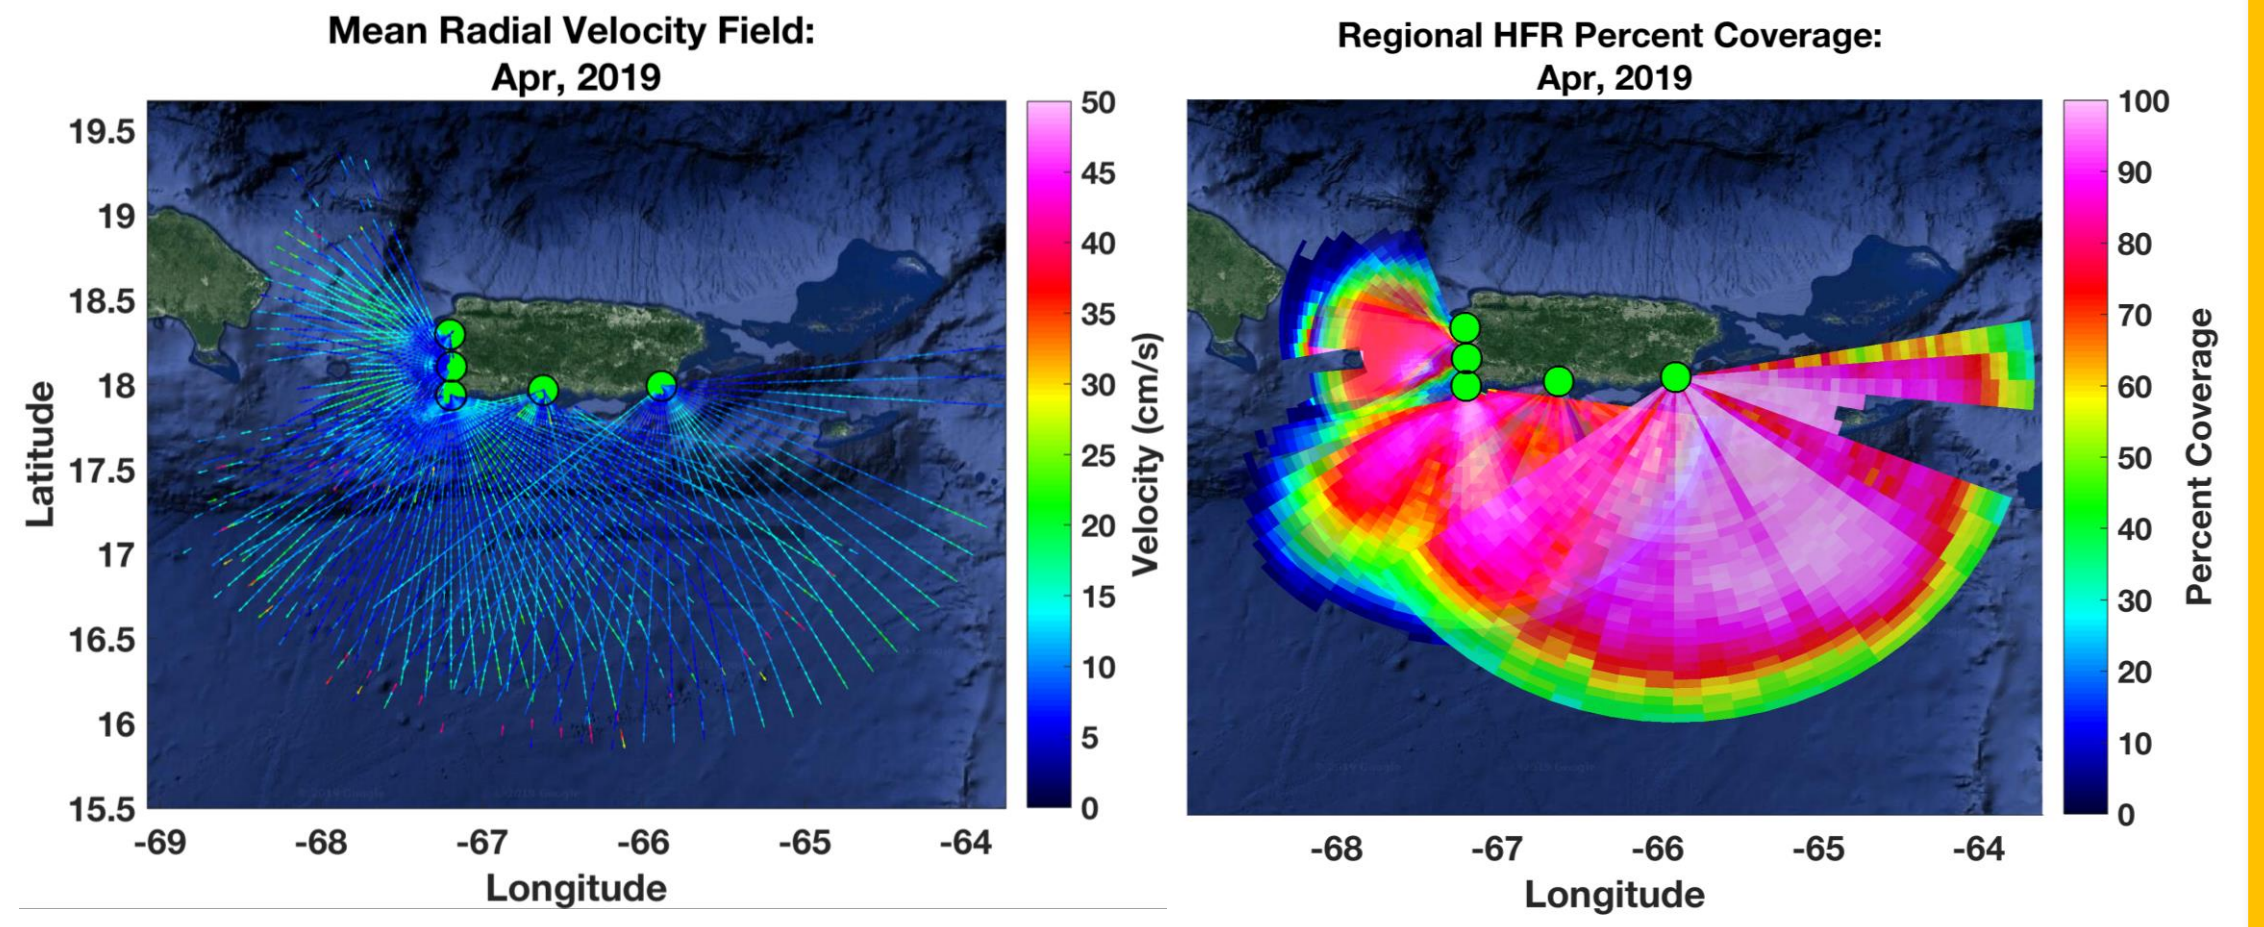 Mean Radial Velocity Field:
Apr, 2019
19.5
19
18.5
18
17.5
17
16.5
16
15.5
Latitude
-69 -68 -67 -66 -65 -64
Longitude
50
45
40
35
30
25
20
15
10
5
0
Velocity (cm/s)
Regional HFR Percent Coverage:
Apr, 2019
-68 -67 -66 -65 -64
Longitude
100
90
80
70
60
50
40
30
20
10
0
Percent Coverage